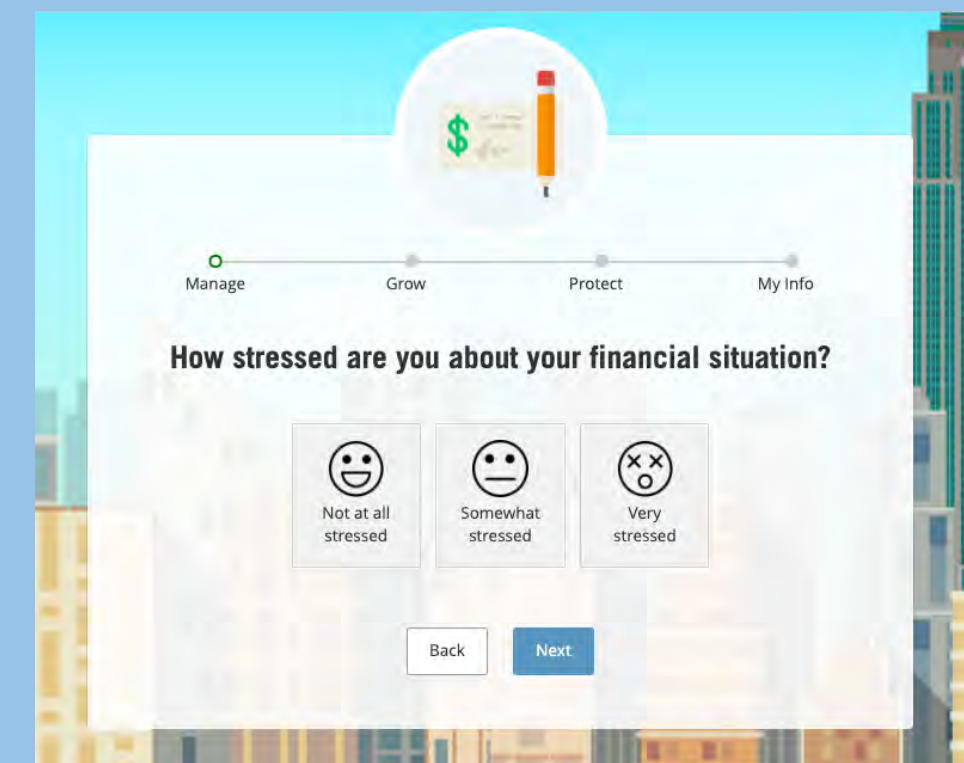 $
Manage Grow Protect My Info
How stressed are you about your financial situation?
Not at all Somewhat Very
stressed stressed stressed
Back Next